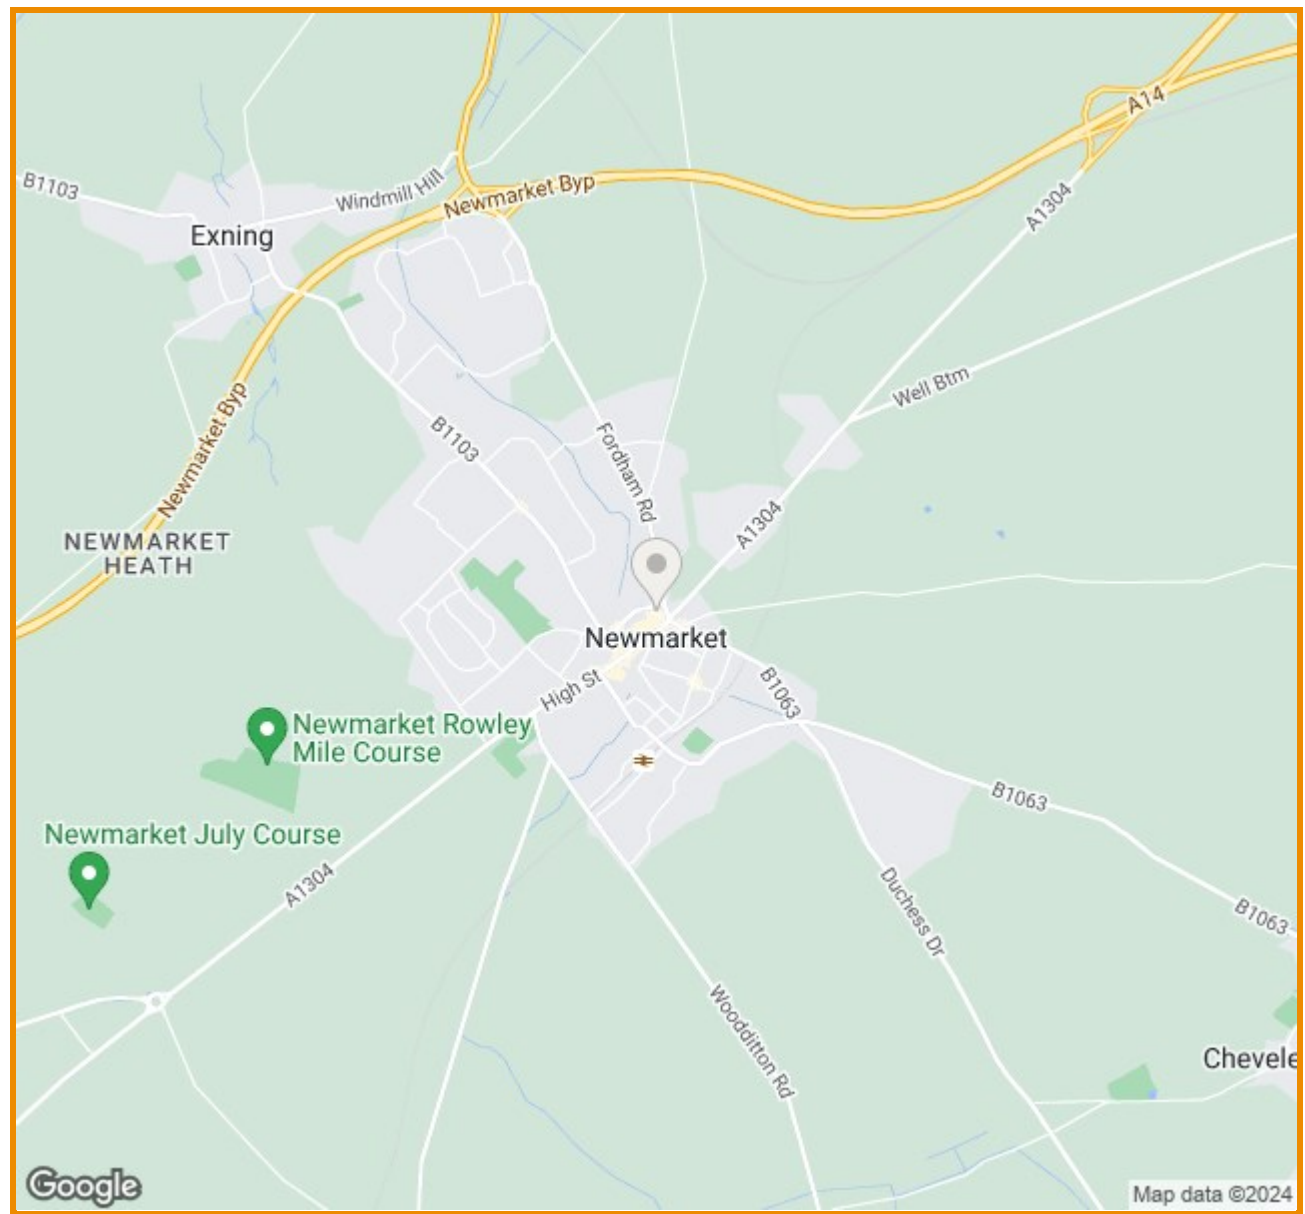 A14
B1103
Windmill Hill
Newmarket Byp
A1304
Exning
Well Btm
Newmarket Byp
B1103
Fordham Rd
A1304
NEWMARKET
HEATH
Newmarket
High St
B1063
Newmarket Rowley
Mile Course
B1063
Newmarket July Course
A1304
Duchess Dr
B1063
Woodditton Rd
Chevele
Google
Map data ©2024